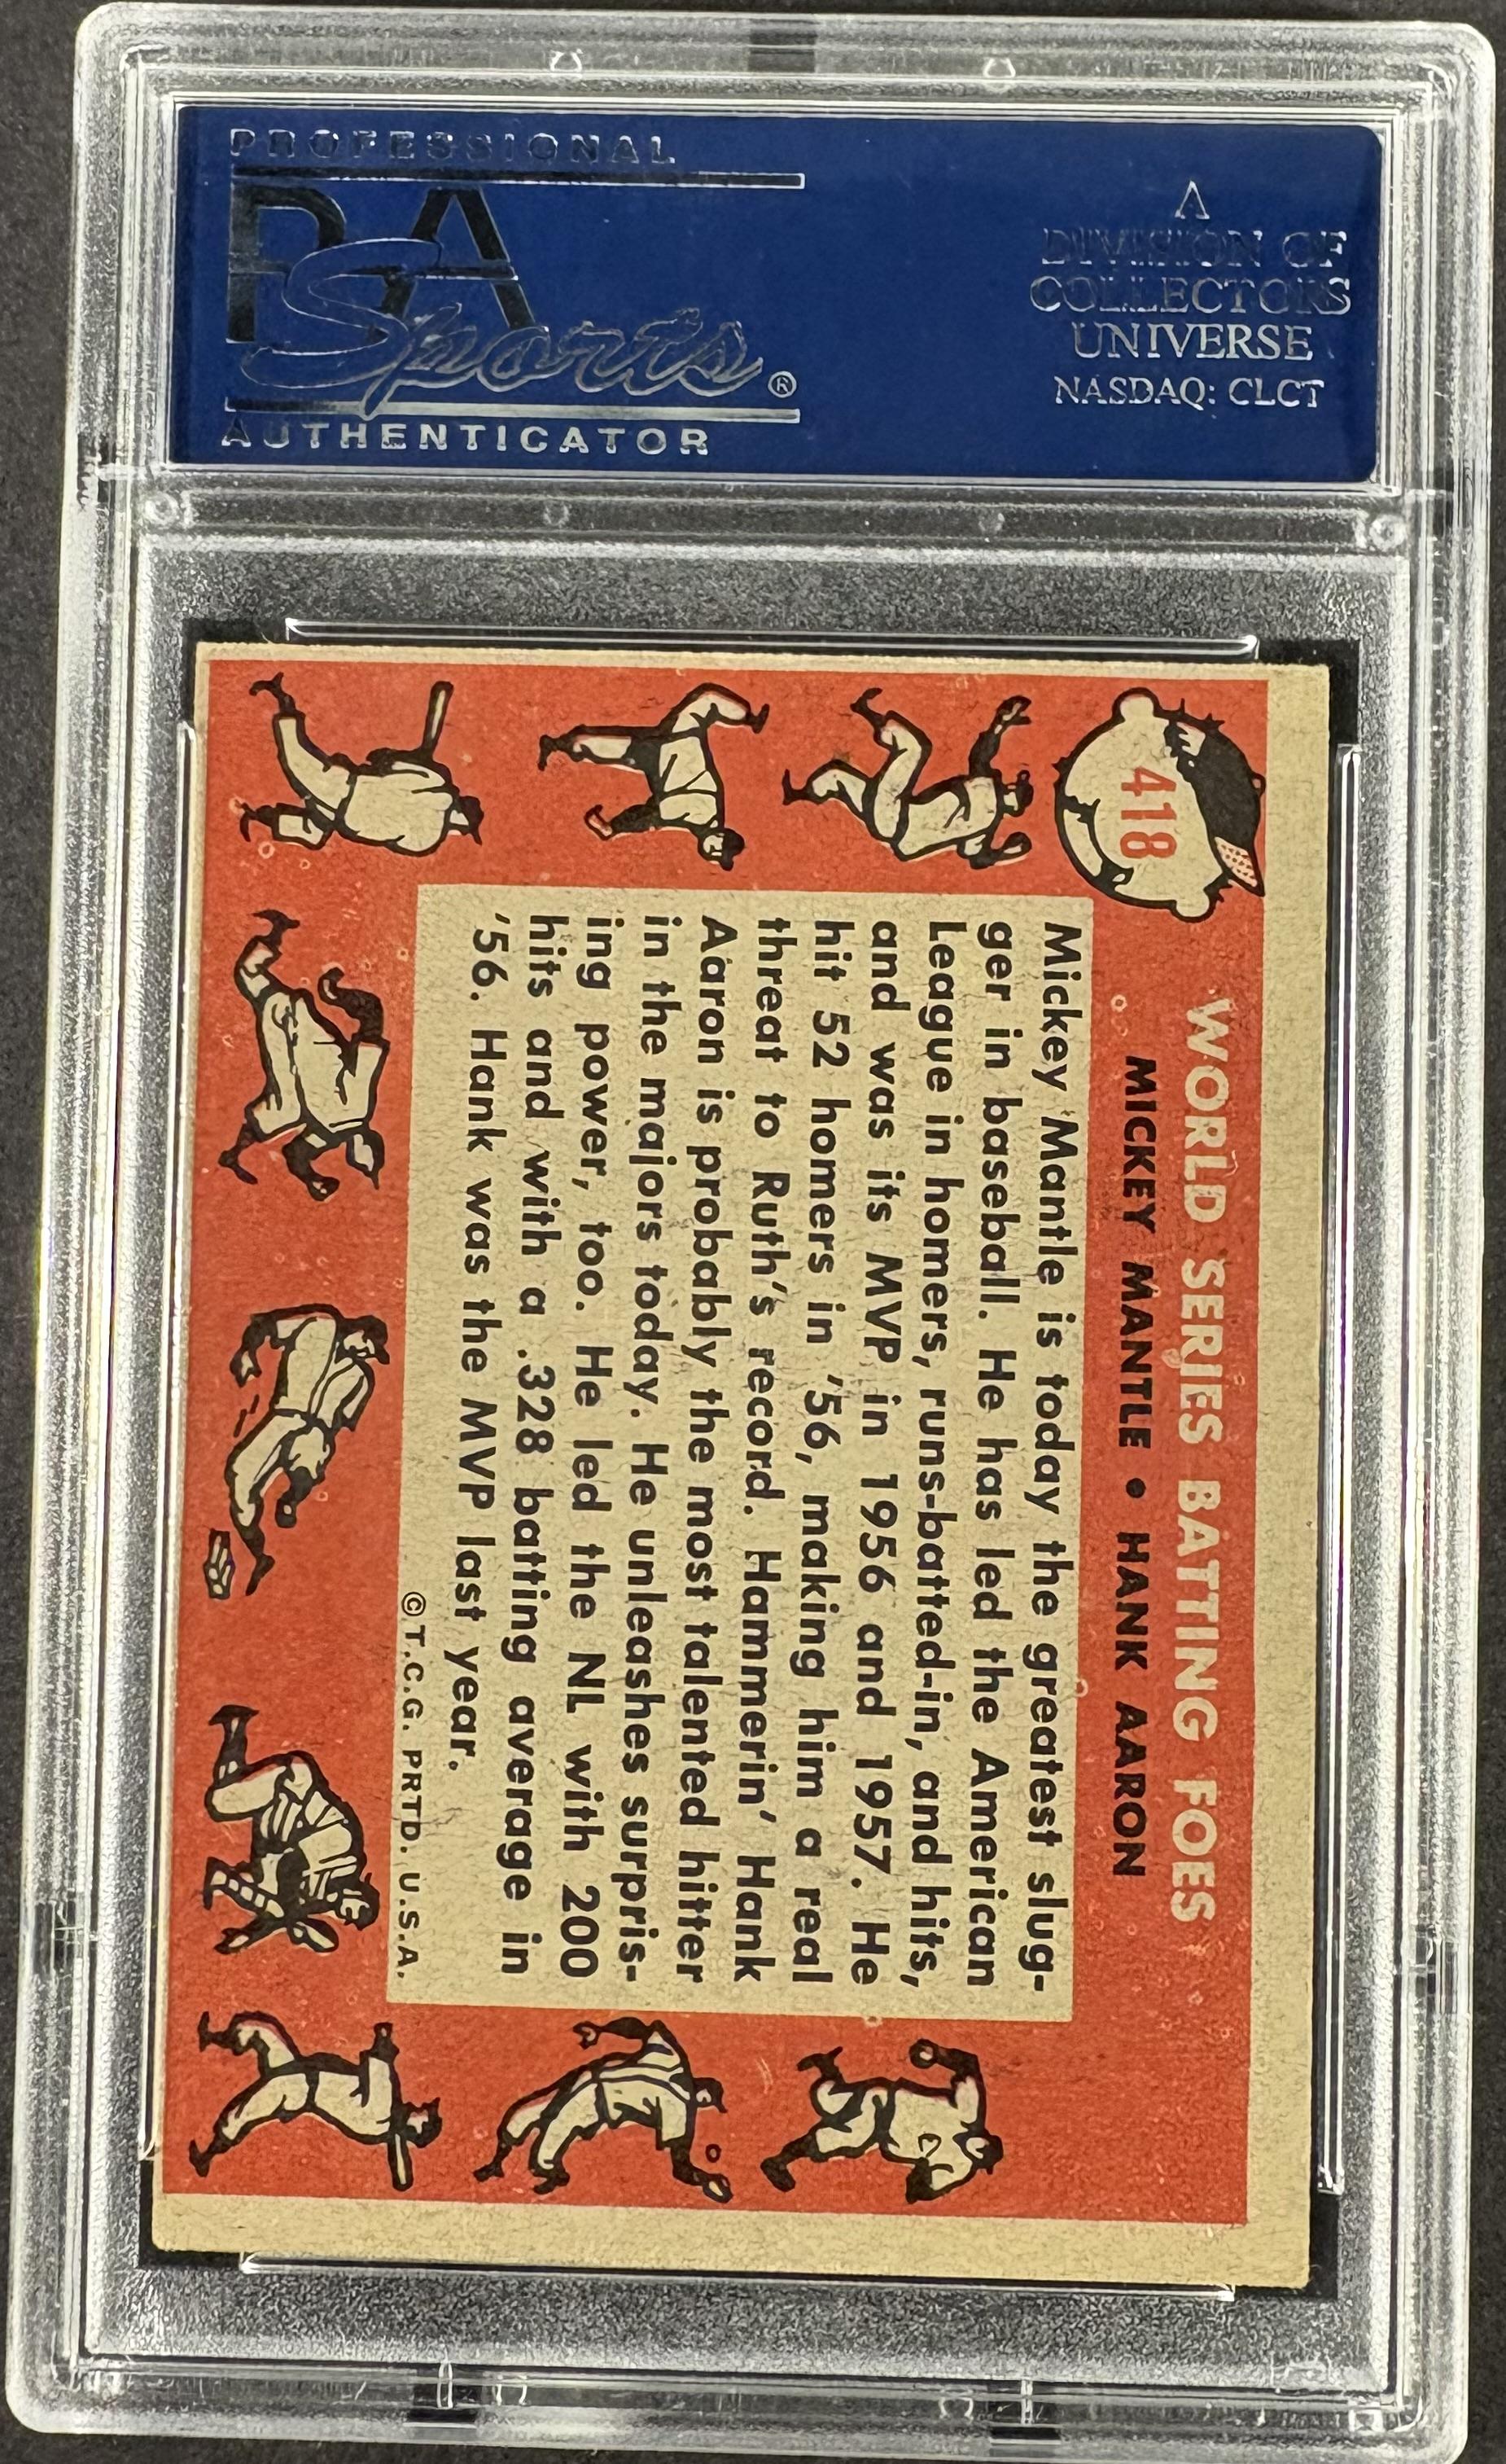 PROFESSIONAL
PSA
Sports®
AUTHENTICATOR
A
DIVISION OF
COLLECTORS
UNIVERSE
NASDAQ: CLCT
418
WORLD SERIES BATTING FOES
MICKEY MANTLE • HANK AARON
Mickey Mantle is today the greatest slug-
ger in baseball. He has led the American
League in homers, runs-batted-in, and hits,
and was its MVP in 1956 and 1957. He
hit 52 homers in '56, making him a real
threat to Ruth's record. Hammerin' Hank
Aaron is probably the most talented hitter
in the majors today. He unleashes surpris-
ing power, too. He led the NL with 200
hits and with a .328 batting average in
'56. Hank was the MVP last year.
©T.C.G. PRTD. U.S.A.